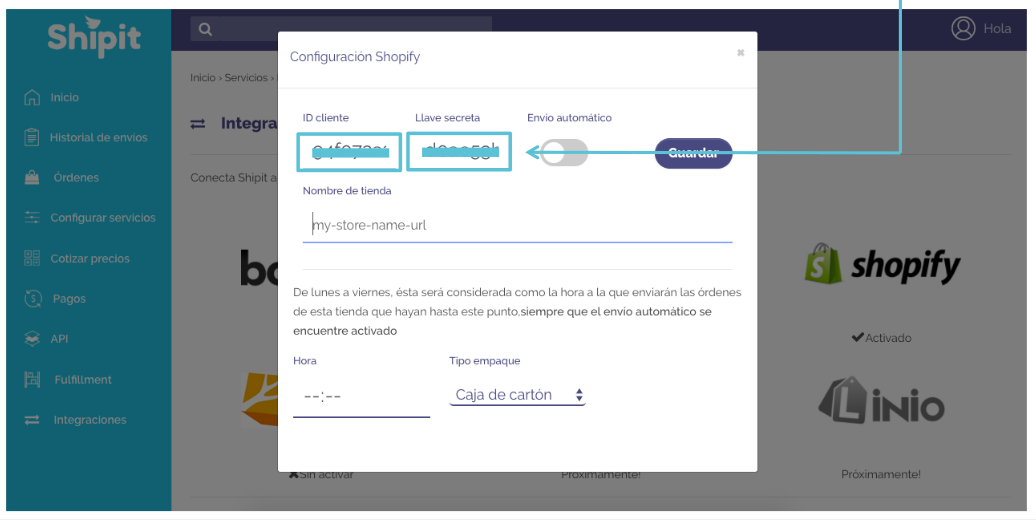 Shipit
Hola
Inicio
Historial de envios
Órdenes
Configurar servicios
Cotizar precios
Pagos
API
Fulfillment
Integraciones
Inicio › Servicios ›
Integra
Conecta Shipit a
Configuración Shopify
×
ID cliente Llave secreta Envío automático
Guardar
Nombre de tienda
my-store-name-url
De lunes a viernes, ésta será considerada como la hora a la que enviarán las órdenes
de esta tienda que hayan hasta este punto,siempre que el envio automático se
encuentre activado
Hora Tipo empaque
--:-- Caja de cartón
bo
shopify
Activado
LINIO
Sin activar
Próximamente!
Próximamente!